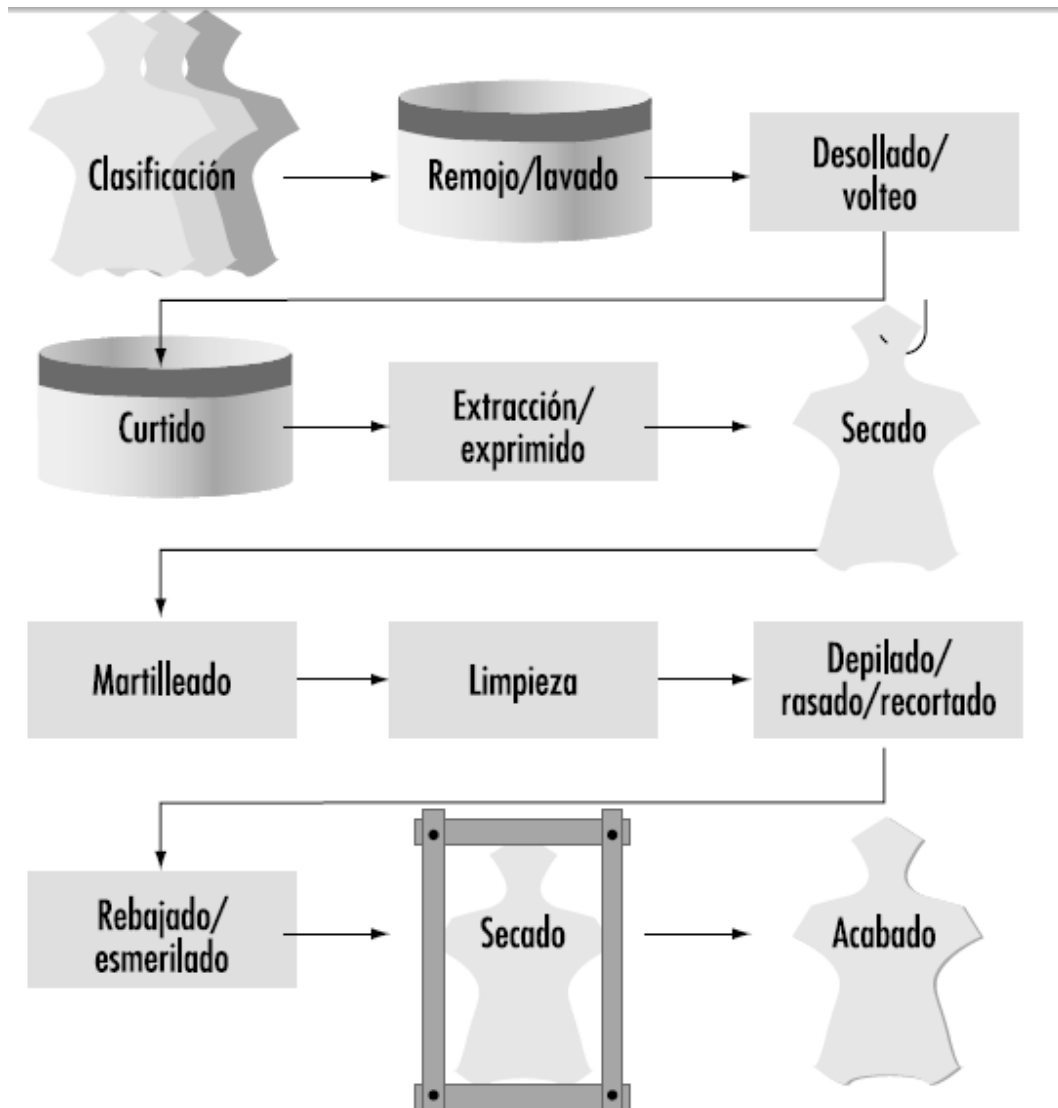 Clasificación
Remojo/lavado
Desollado/
volteo
Curtido
Extracción/
exprimido
Secado
Martilleado
Limpieza
Depilado/
rasado/recortado
Rebajado/
esmerilado
Secado
Acabado